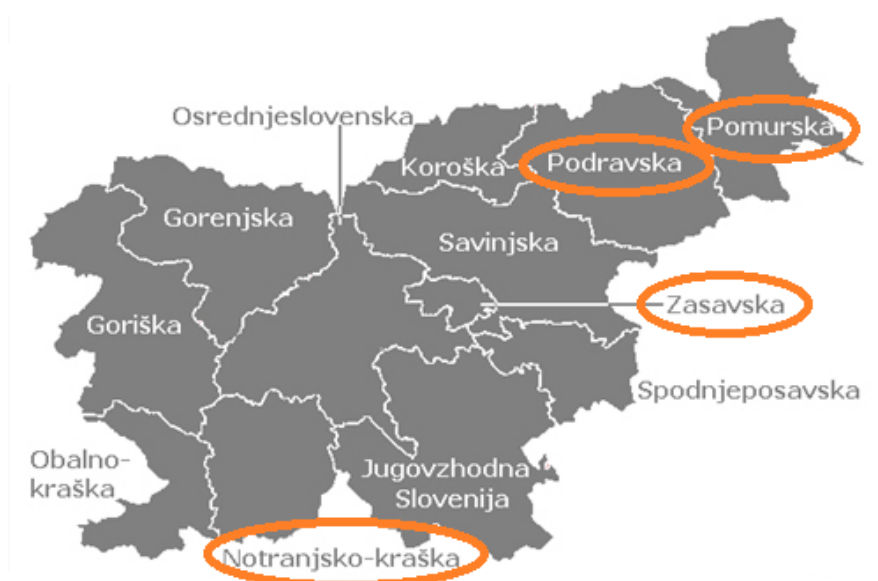 Osrednjeslovenska
Pomurska
Koroška
Podravska
Gorenjska
Savinjska
Zasavska
Goriška
Spodnjeposavska
Obalno-
kraška
Jugovzhodna
Slovenija
Notranjsko-kraška